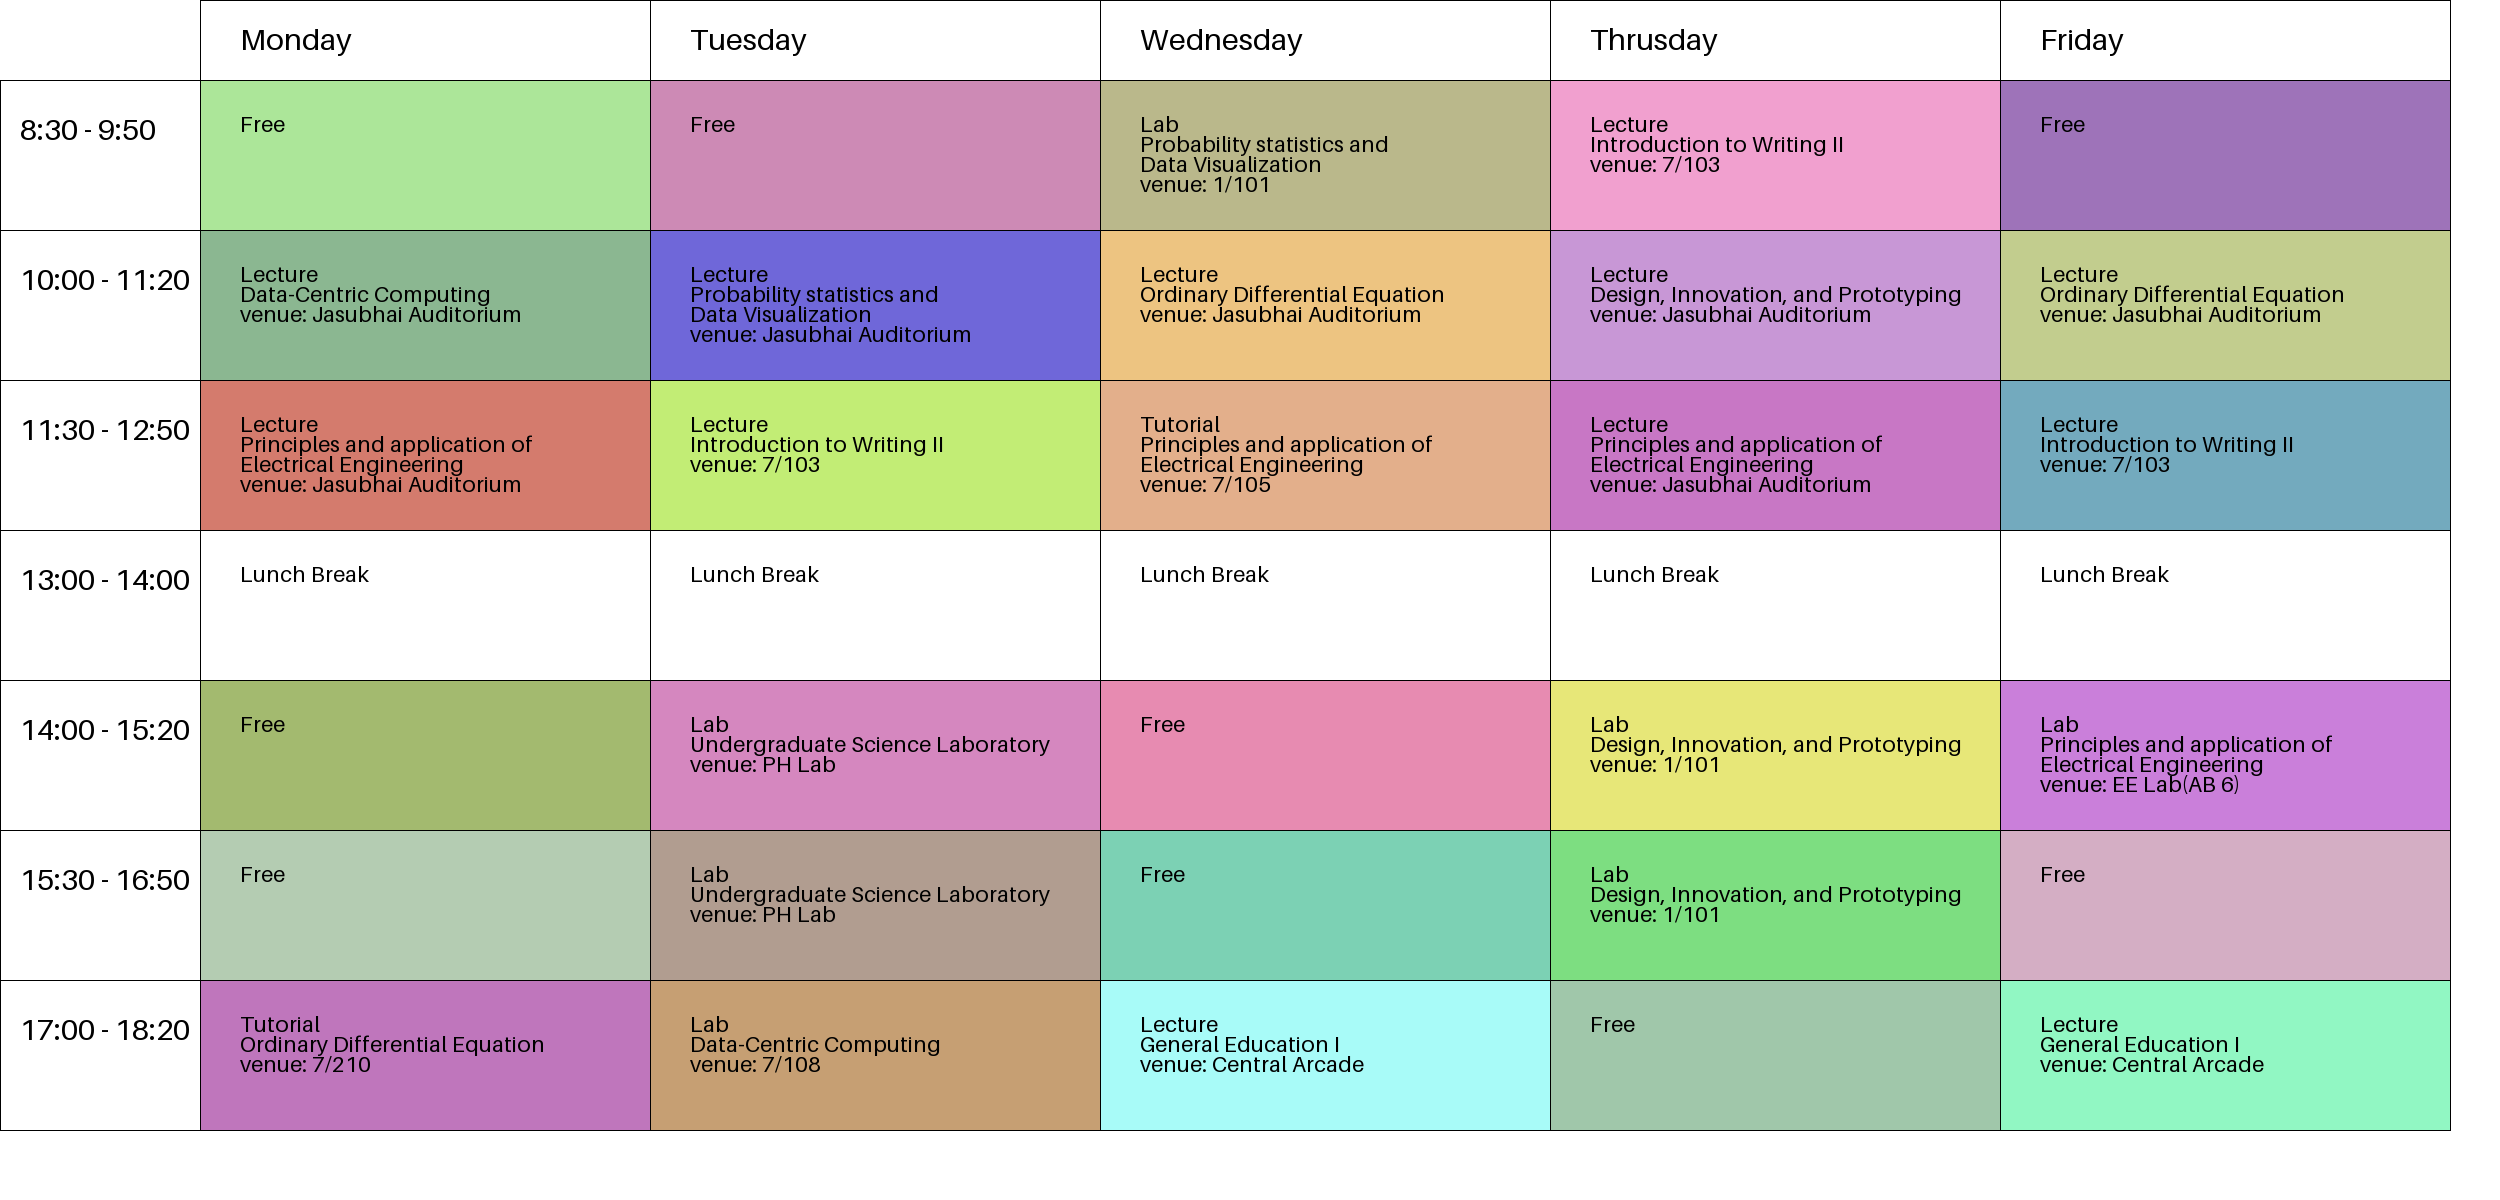 Monday
Tuesday
Wednesday
Thrusday
Friday
8:30 - 9:50
Free
Free
Lab
Probability statistics and
Data Visualization
venue: 1/101
Lecture
Introduction to Writing II
venue: 7/103
Free
10:00 - 11:20
Lecture
Data-Centric Computing
venue: Jasubhai Auditorium
Lecture
Probability statistics and
Data Visualization
venue: Jasubhai Auditorium
Lecture
Ordinary Differential Equation
venue: Jasubhai Auditorium
Lecture
Design, Innovation, and Prototyping
venue: Jasubhai Auditorium
Lecture
Ordinary Differential Equation
venue: Jasubhai Auditorium
11:30 - 12:50
Lecture
Principles and application of
Electrical Engineering
venue: Jasubhai Auditorium
Lecture
Introduction to Writing II
venue: 7/103
Tutorial
Principles and application of
Electrical Engineering
venue: 7/105
Lecture
Principles and application of
Electrical Engineering
venue: Jasubhai Auditorium
Lecture
Introduction to Writing II
venue: 7/103
13:00 - 14:00
Lunch Break
Lunch Break
Lunch Break
Lunch Break
Lunch Break
14:00 - 15:20
Free
Lab
Undergraduate Science Laboratory
venue: PH Lab
Free
Lab
Design, Innovation, and Prototyping
venue: 1/101
Lab
Principles and application of
Electrical Engineering
venue: EE Lab(AB 6)
15:30 - 16:50
Free
Lab
Undergraduate Science Laboratory
venue: PH Lab
Free
Lab
Design, Innovation, and Prototyping
venue: 1/101
Free
17:00 - 18:20
Tutorial
Ordinary Differential Equation
venue: 7/210
Lab
Data-Centric Computing
venue: 7/108
Lecture
General Education I
venue: Central Arcade
Free
Lecture
General Education I
venue: Central Arcade